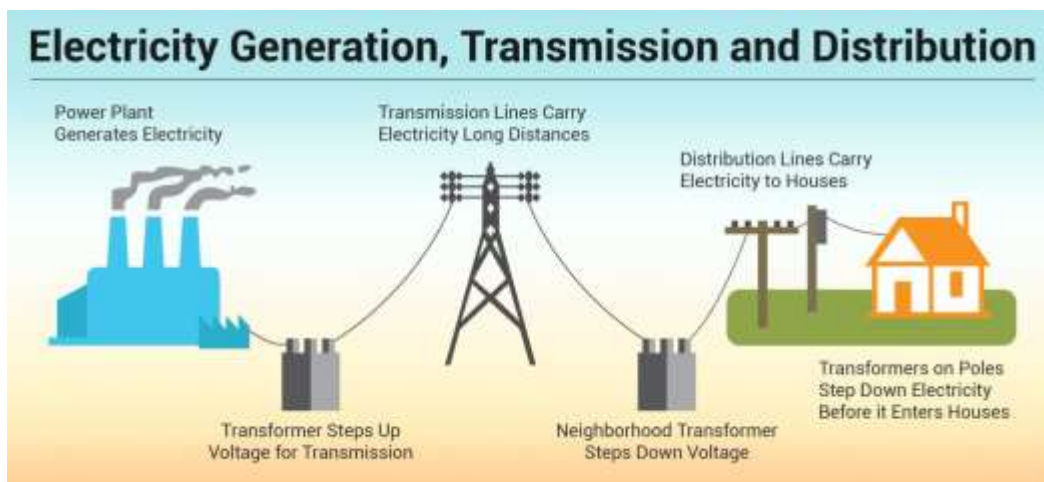 Electricity Generation, Transmission and Distribution
Power Plant
Generates Electricity
Transmission Lines Carry
Electricity Long Distances
Distribution Lines Carry
Electricity to Houses
Transformers on Poles
Step Down Electricity
Before it Enters Houses
Transformer Steps Up
Voltage for Transmission
Neighborhood Transformer
Steps Down Voltage